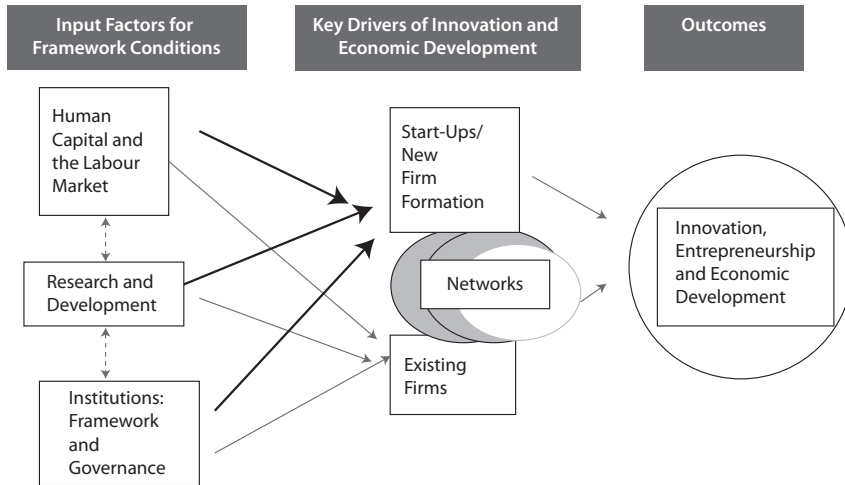 Input Factors for
Framework Conditions
Key Drivers of Innovation and
Economic Development
Outcomes
Human
Capital and
the Labour
Market
Research and
Development
Institutions:
Framework
and
Governance
Start-Ups/
New
Firm
Formation
Networks
Existing
Firms
Innovation,
Entrepreneurship
and Economic
Development